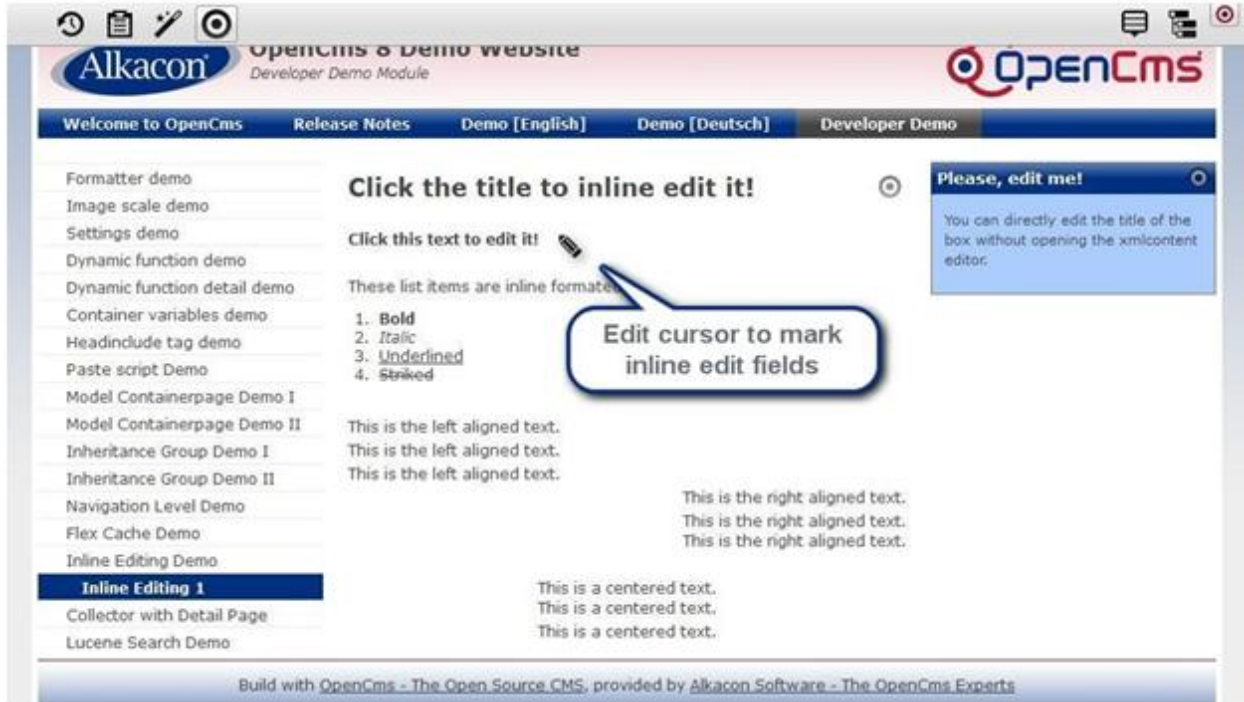 OpenCms 8 Demo Website
Alkacon
Developer Demo Module
OpenCms
Welcome to OpenCms
Release Notes
Demo [English]
Demo [Deutsch]
Developer Demo
Formatter demo
Image scale demo
Settings demo
Dynamic function demo
Dynamic function detail demo
Container variables demo
Headinclude tag demo
Paste script Demo
Model Containerpage Demo I
Model Containerpage Demo II
Inheritance Group Demo I
Inheritance Group Demo II
Navigation Level Demo
Flex Cache Demo
Inline Editing Demo
Inline Editing 1
Collector with Detail Page
Lucene Search Demo
Click the title to inline edit it!
Click this text to edit it!
These list items are inline formate
1. Bold
2. Italic
3. Underlined
4. Striked
Edit cursor to mark
inline edit fields
This is the left aligned text.
This is the left aligned text.
This is the left aligned text.
This is the right aligned text.
This is the right aligned text.
This is the right aligned text.
This is a centered text.
This is a centered text.
This is a centered text.
Please, edit me!
You can directly edit the title of the
box without opening the xmlcontent
editor.
Build with OpenCms - The Open Source CMS, provided by Alkacon Software - The OpenCms Experts